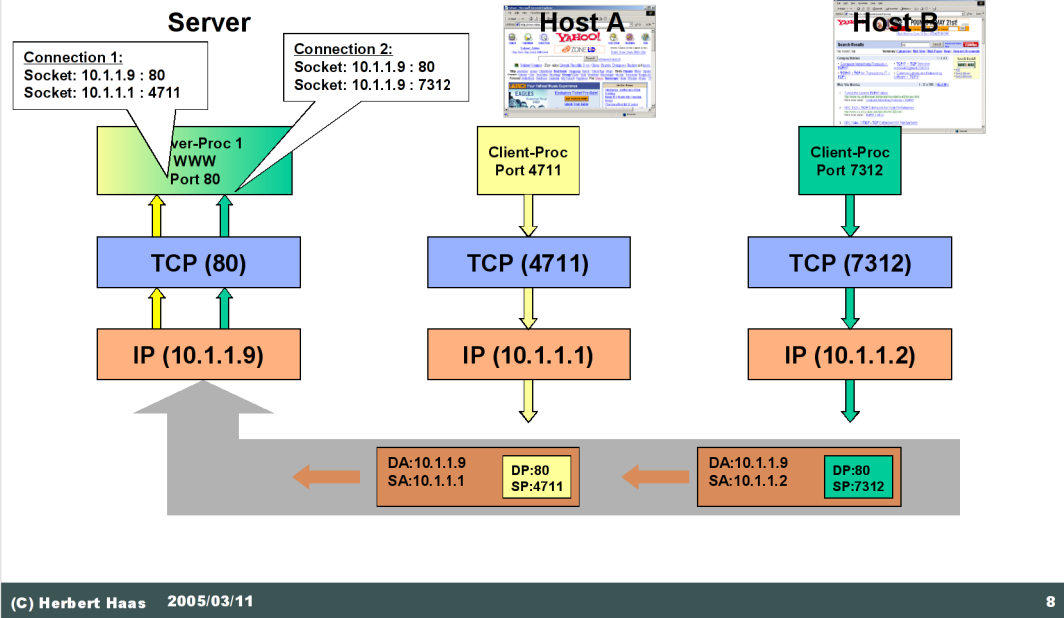 Server
Host A
Host B
Connection 1:
Socket: 10.1.1.9 : 80
Socket: 10.1.1.1 : 4711
Connection 2:
Socket: 10.1.1.9 : 80
Socket: 10.1.1.9 : 7312
YAHOO!
Search Results
ver-Proc 1
WWW
Port 80
Client-Proc
Port 4711
Client-Proc
Port 7312
TCP (80)
TCP (4711)
TCP (7312)
IP (10.1.1.9)
IP (10.1.1.1)
IP (10.1.1.2)
DA:10.1.1.9
SA:10.1.1.1
DP:80
SP:4711
DA:10.1.1.9
SA:10.1.1.2
DP:80
SP:7312
(C) Herbert Haas
2005/03/11
8